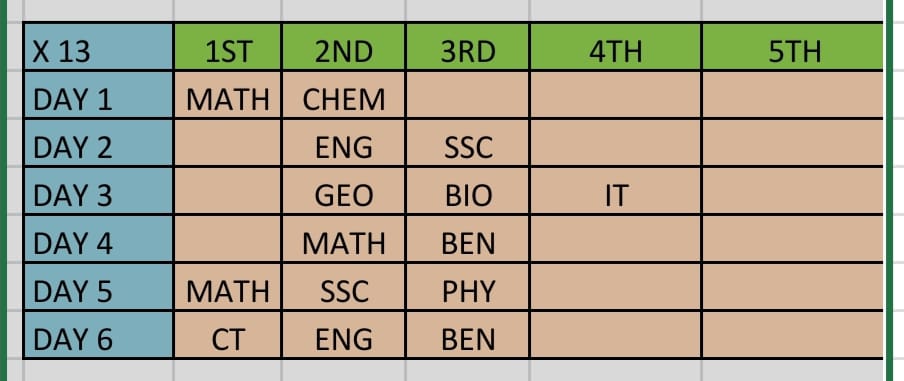 X 13 1ST 2ND 3RD 4TH 5TH
DAY 1 MATH CHEM
DAY 2 ENG SSC
DAY 3 GEO BIO IT
DAY 4 MATH BEN
DAY 5 MATH SSC PHY
DAY 6 CT ENG BEN